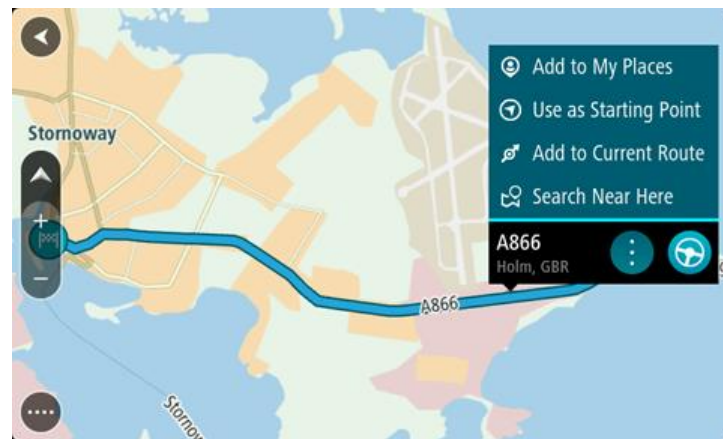 Add to My Places
Use as Starting Point
Stornoway
Add to Current Route
Search Near Here
A866
Holm, GBR
A866